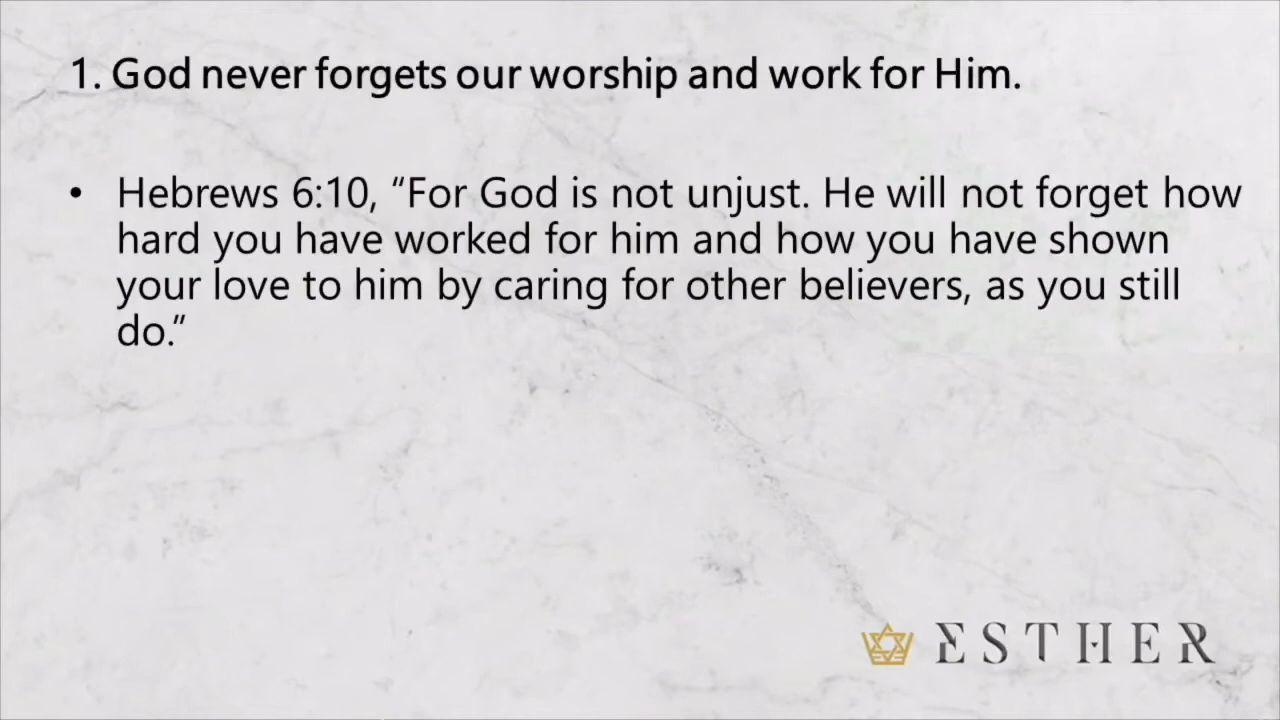 1. God never forgets our worship and work for Him.
• Hebrews 6:10, “For God is not unjust. He will not forget how
hard you have worked for him and how you have shown
your love to him by caring for other believers, as you still
do.”
ESTHER